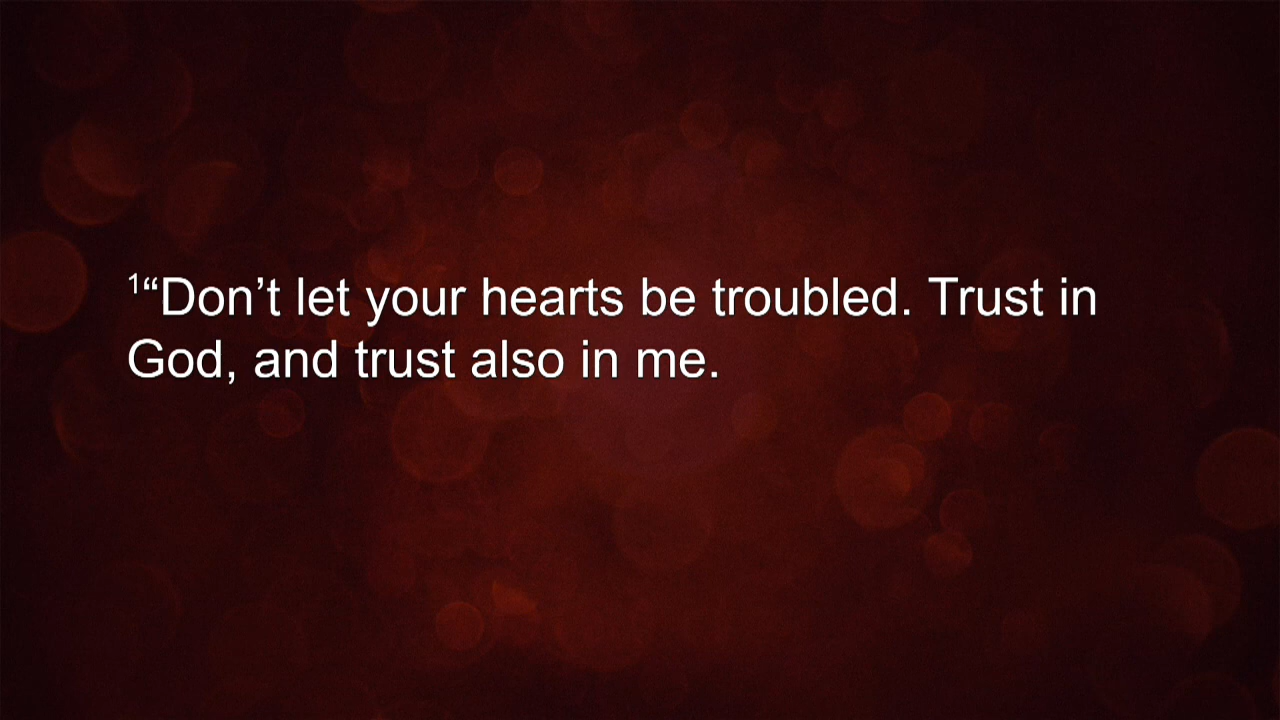 ¹“Don’t let your hearts be troubled. Trust in
God, and trust also in me.